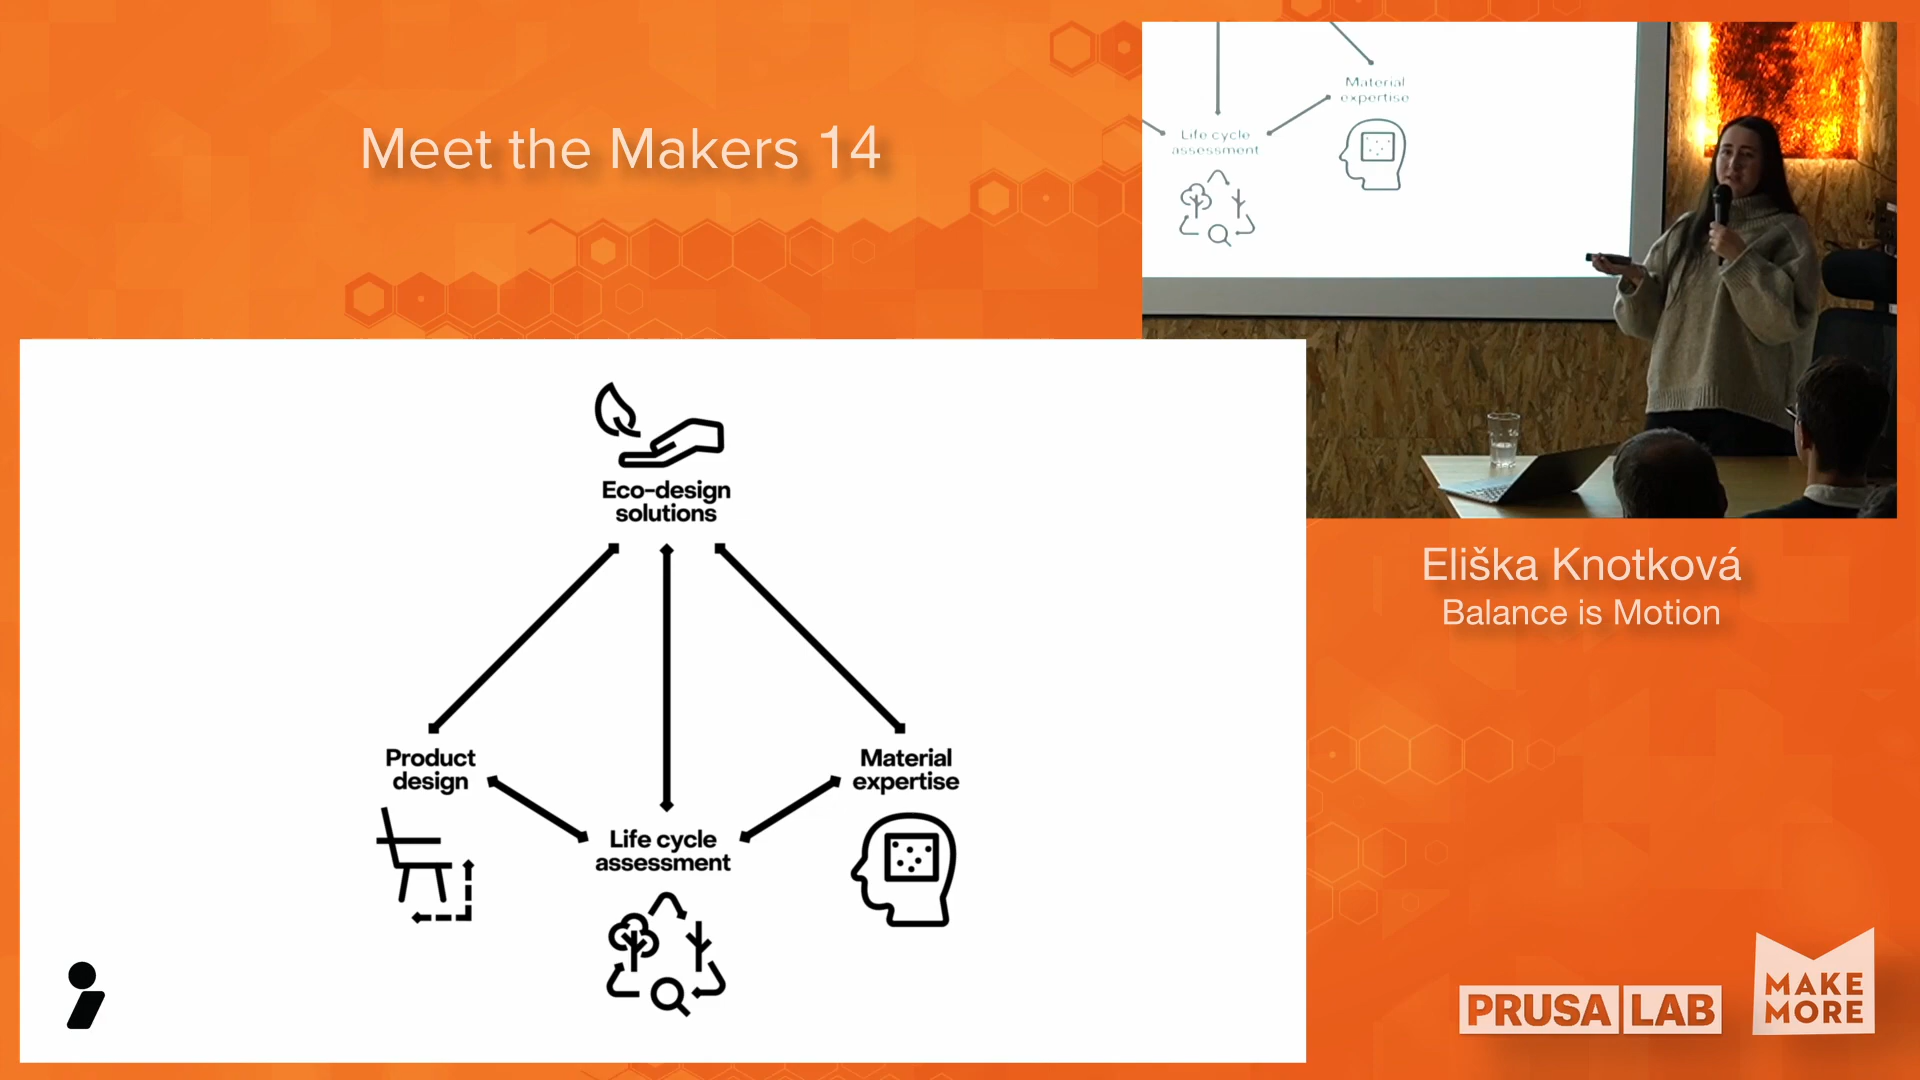 Meet the Makers 14
Material
expertise
Life cycle
assessment
Eco-design
solutions
Product
design
Material
expertise
Life cycle
assessment
Eliška Knotková
Balance is Motion
PRUSA LAB
MAKE
MORE